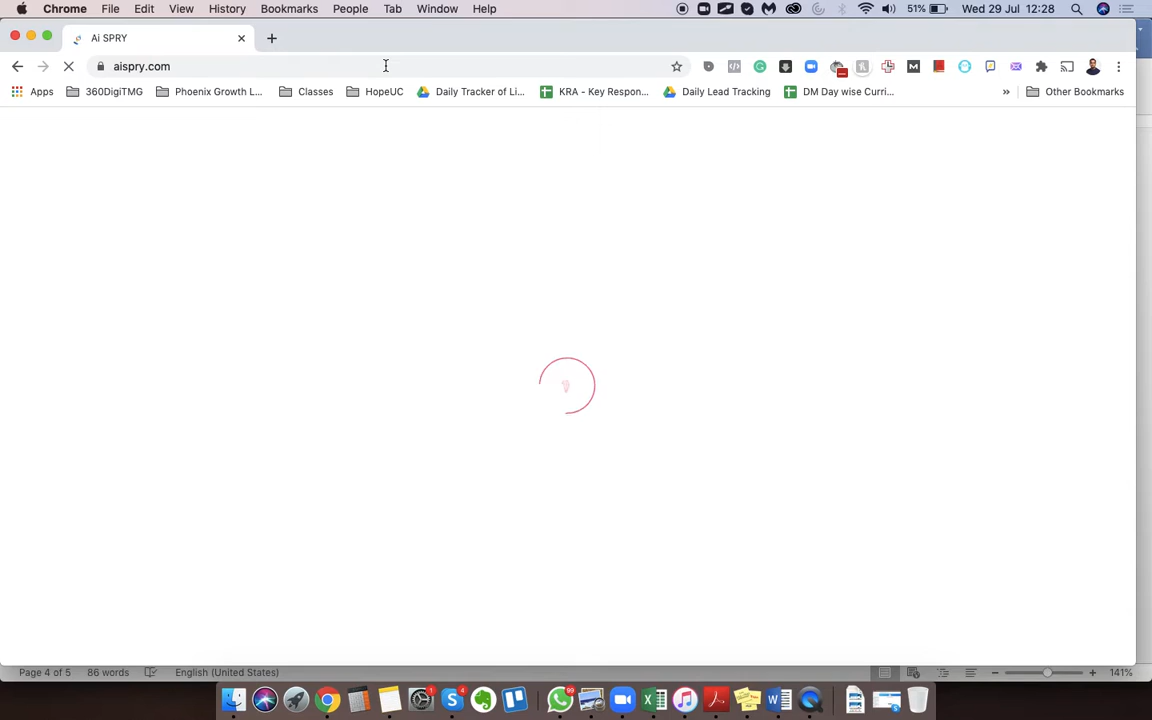 Chrome File Edit View History Bookmarks People Tab Window Help 51% Wed 29 Jul 12:28
Ai SPRY
aispry.com
Apps 360DigiTMG Phoenix Growth L... Classes HopeUC Daily Tracker of Li... KRA - Key Respon... Daily Lead Tracking DM Day wise Curri... » Other Bookmarks
Page 4 of 5 86 words English (United States) 141%